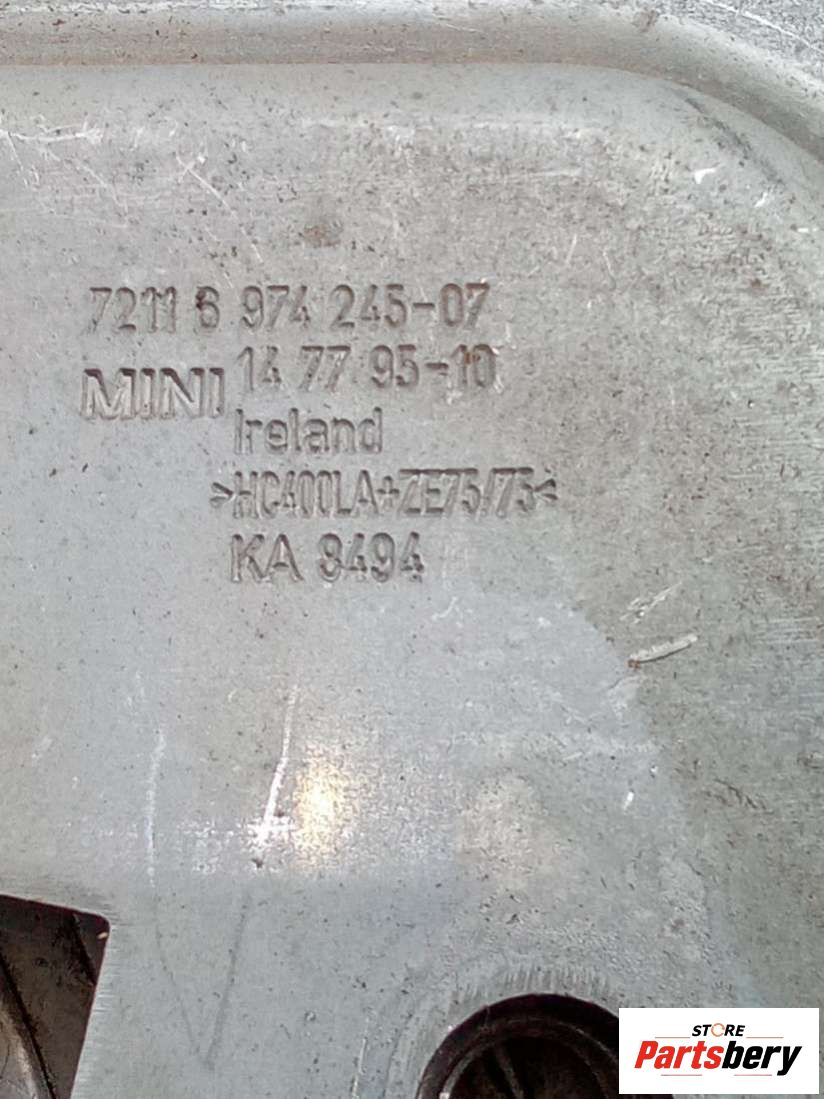 7211 6 974 245-07
MINI 14 77 95-10
Ireland
>HC400LA+ZE75/75<
KA 8494
STORE
Partsbery